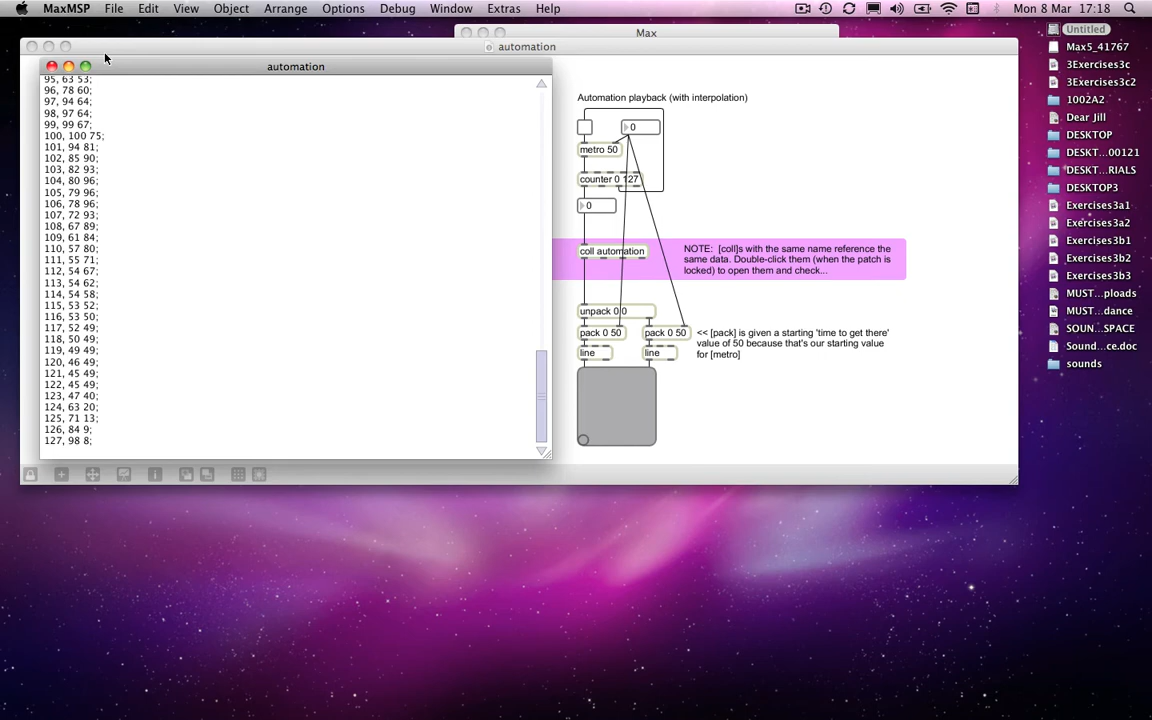 MaxMSP File Edit View Object Arrange Options Debug Window Extras Help Mon 8 Mar 17:18
Max
automation
automation
95, 63 53;
96, 78 60;
97, 94 64;
98, 97 64;
99, 99 67;
100, 100 75;
101, 94 81;
102, 85 90;
103, 82 93;
104, 80 96;
105, 79 96;
106, 78 96;
107, 72 93;
108, 67 89;
109, 61 84;
110, 57 80;
111, 55 71;
112, 54 67;
113, 54 62;
114, 54 58;
115, 53 52;
116, 53 50;
117, 52 49;
118, 50 49;
119, 49 49;
120, 46 49;
121, 45 49;
122, 45 49;
123, 47 40;
124, 63 20;
125, 71 13;
126, 84 9;
127, 98 8;
Automation playback (with interpolation)
0
metro 50
counter 0 127
0
coll automation
NOTE: [coll]s with the same name reference the
same data. Double-click them (when the patch is
locked) to open them and check...
unpack 0 0
pack 0 50
pack 0 50
<< [pack] is given a starting 'time to get there'
value of 50 because that's our starting value
for [metro]
line
line
Untitled
Max5_41767
3Exercises3c
3Exercises3c2
1002A2
Dear Jill
DESKTOP
DESKT...00121
DESKT...RIALS
DESKTOP3
Exercises3a1
Exercises3a2
Exercises3b1
Exercises3b2
Exercises3b3
MUST...ploads
MUST...dance
SOUN...SPACE
Sound...ce.doc
sounds